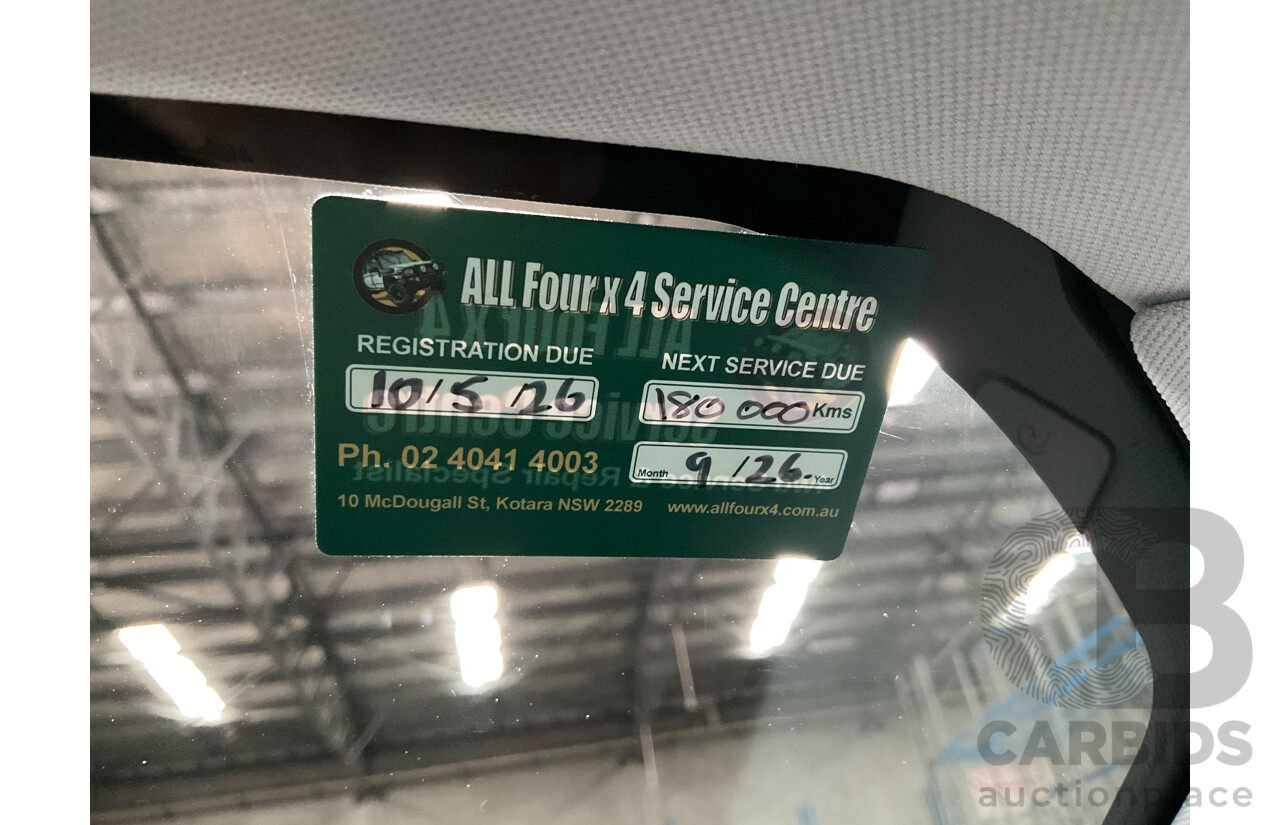 ALL Four x 4 Service Centre
REGISTRATION DUE
10/5/26
NEXT SERVICE DUE
180 000 Kms
Month 9/26. Year
Ph. 02 4041 4003
10 McDougall St, Kotara NSW 2289
www.allfourx4.com.au
CB
CARBIDS
auctionplace